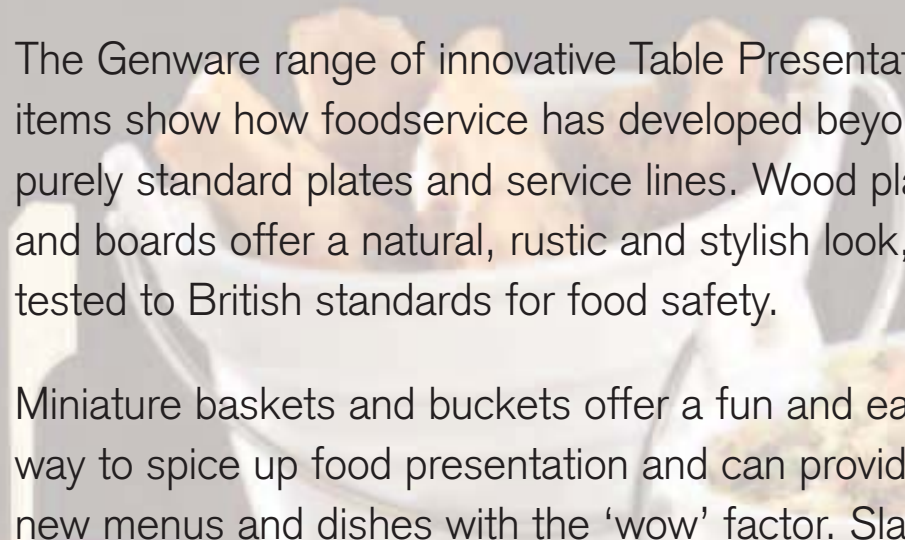 The Genware range of innovative Table Presentat
items show how foodservice has developed beyo
purely standard plates and service lines. Wood pla
and boards offer a natural, rustic and stylish look,
tested to British standards for food safety.
Miniature baskets and buckets offer a fun and ea
way to spice up food presentation and can provid
new menus and dishes with the ‘wow’ factor. Sla